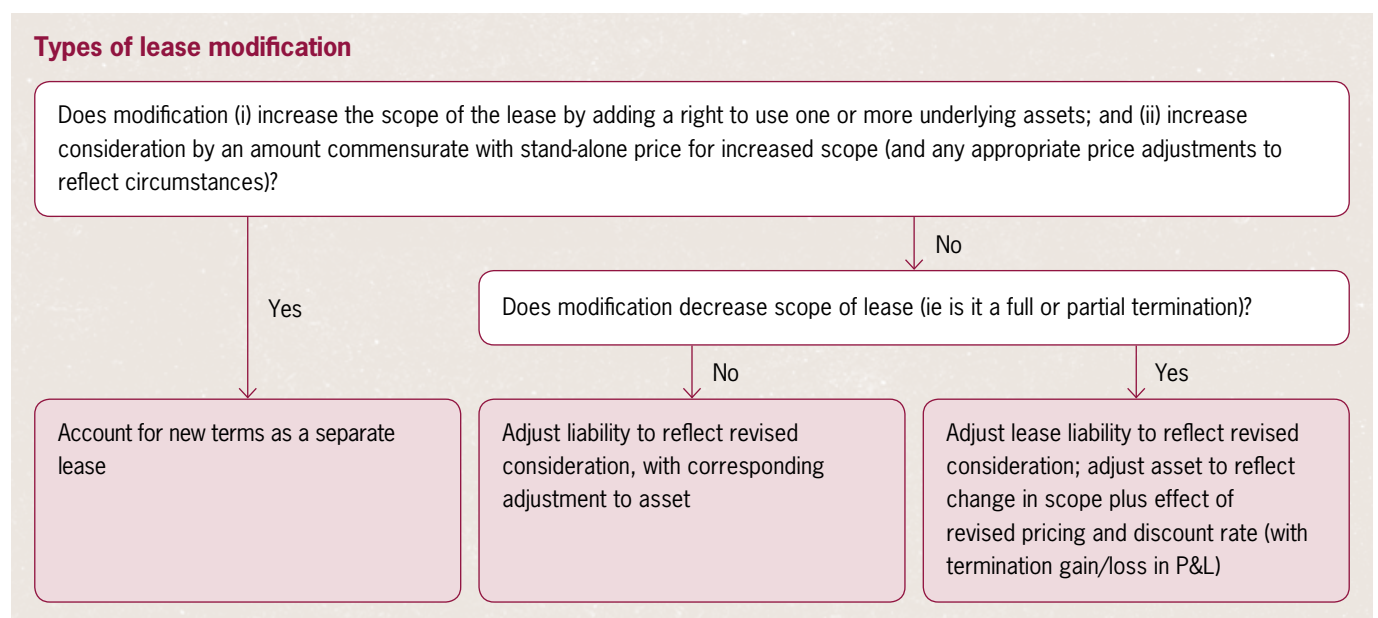 Types of lease modification
Does modification (i) increase the scope of the lease by adding a right to use one or more underlying assets; and (ii) increase
consideration by an amount commensurate with stand-alone price for increased scope (and any appropriate price adjustments to
reflect circumstances)?
No
Does modification decrease scope of lease (ie is it a full or partial termination)?
Yes
No
Yes
Account for new terms as a separate
lease
Adjust liability to reflect revised
consideration, with corresponding
adjustment to asset
Adjust lease liability to reflect revised
consideration; adjust asset to reflect
change in scope plus effect of
revised pricing and discount rate (with
termination gain/loss in P&L)